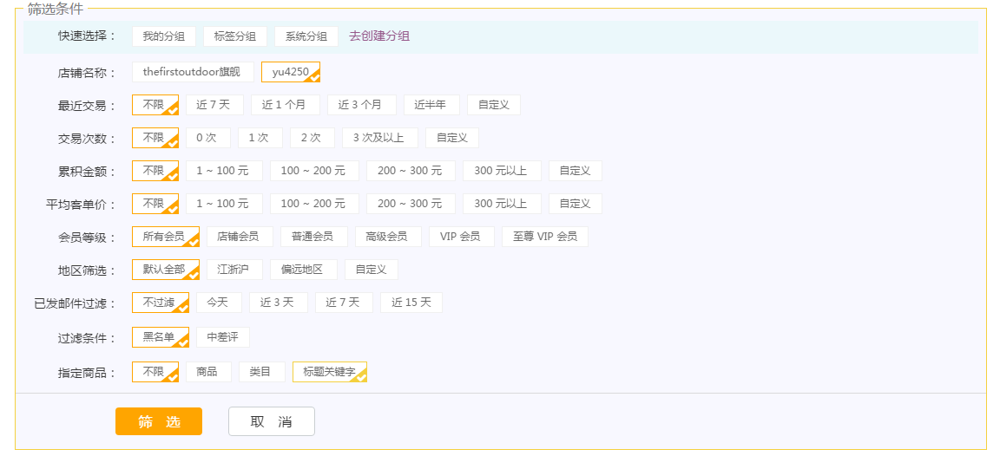 筛选条件
快速选择： 我的分组 标签分组 系统分组 去创建分组
店铺名称： thefirstoutdoor旗舰 yu4250
最近交易： 不限 近 7 天 近 1 个月 近 3 个月 近半年 自定义
交易次数： 不限 0 次 1 次 2 次 3 次及以上 自定义
累积金额： 不限 1 ~ 100 元 100 ~ 200 元 200 ~ 300 元 300 元以上 自定义
平均客单价： 不限 1 ~ 100 元 100 ~ 200 元 200 ~ 300 元 300 元以上 自定义
会员等级： 所有会员 店铺会员 普通会员 高级会员 VIP 会员 至尊 VIP 会员
地区筛选： 默认全部 江浙沪 偏远地区 自定义
已发邮件过滤： 不过滤 今天 近 3 天 近 7 天 近 15 天
过滤条件： 黑名单 中差评
指定商品： 不限 商品 类目 标题关键字
筛 选 取 消